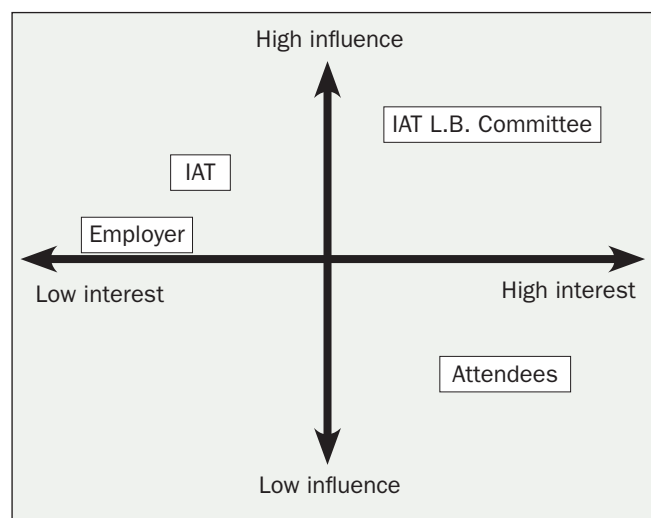 High influence
IAT L.B. Committee
IAT
Employer
Low interest
High interest
Attendees
Low influence